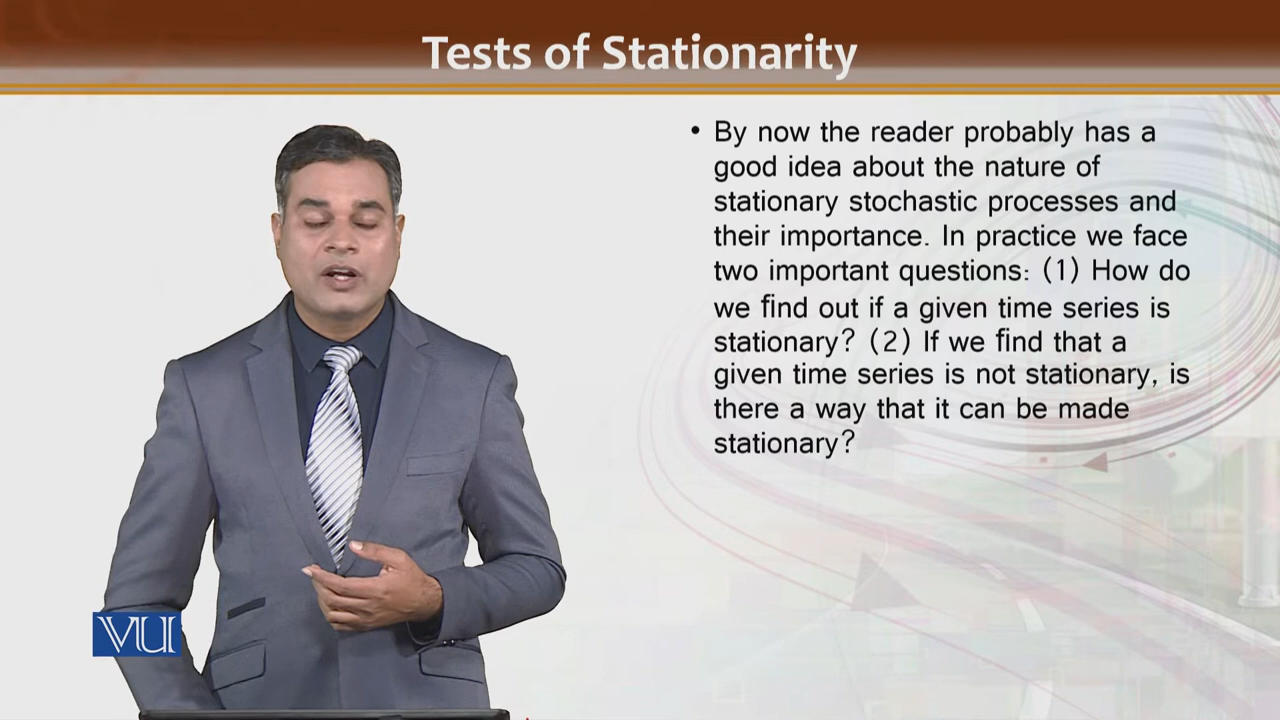 Tests of Stationarity
• By now the reader probably has a
good idea about the nature of
stationary stochastic processes and
their importance. In practice we face
two important questions: (1) How do
we find out if a given time series is
stationary? (2) If we find that a
given time series is not stationary, is
there a way that it can be made
stationary?
VU